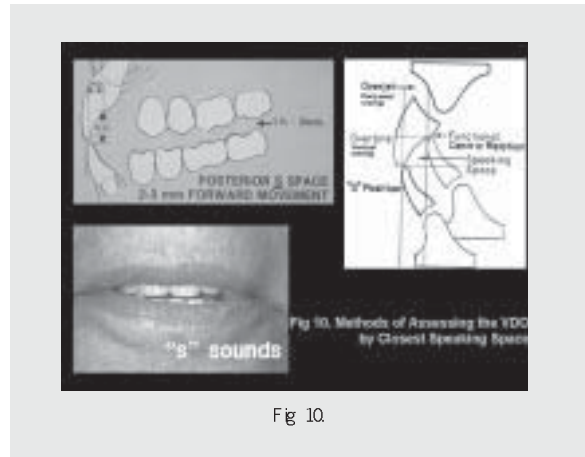 POSTERIOR S SPACE
2-3 mm FORWARD MOVEMENT
Overjet
Overbite
Functional
Speaking
Space
"S" Position
"s" sounds
Fig 10. Methods of Assessing the VDO
by Closest Speaking Space
Fig 10.